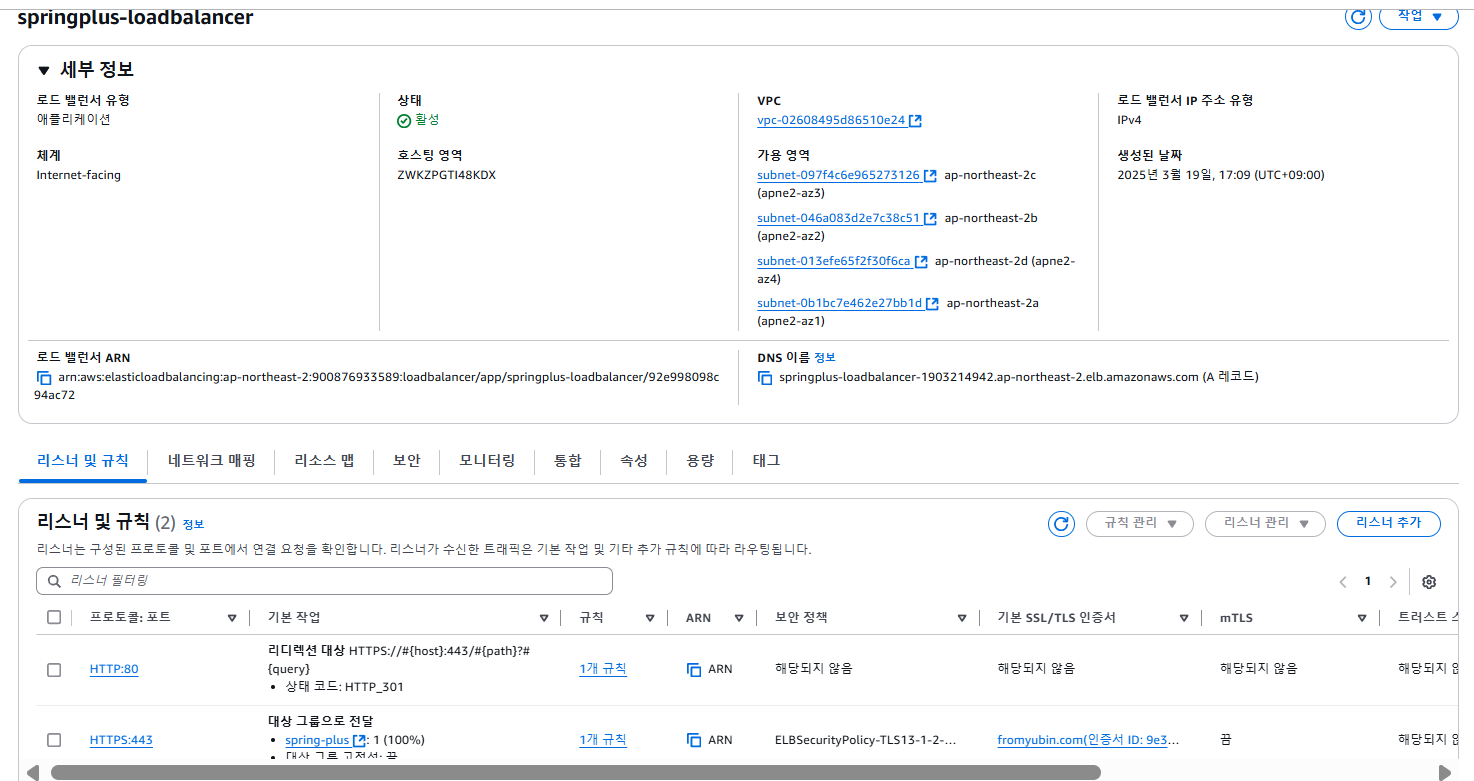 springplus-loadbalancer
작업
세부 정보
로드 밸런서 유형
애플리케이션
상태
활성
VPC
vpc-02608495d86510e24
로드 밸런서 IP 주소 유형
IPv4
체계
Internet-facing
호스팅 영역
ZWKZPGTI48KDX
가용 영역
subnet-097f4c6e965273126 ap-northeast-2c
(apne2-az3)
subnet-046a083d2e7c38c51 ap-northeast-2b
(apne2-az2)
subnet-013efe65f2f30f6ca ap-northeast-2d (apne2-
az4)
subnet-0b1bc7e462e27bb1d ap-northeast-2a
(apne2-az1)
생성된 날짜
2025년 3월 19일, 17:09 (UTC+09:00)
로드 밸런서 ARN
arn:aws:elasticloadbalancing:ap-northeast-2:900876933589:loadbalancer/app/springplus-loadbalancer/92e998098c
94ac72
DNS 이름 정보
springplus-loadbalancer-1903214942.ap-northeast-2.elb.amazonaws.com (A 레코드)
리스너 및 규칙 네트워크 매핑 리소스 맵 보안 모니터링 통합 속성 용량 태그
리스너 및 규칙 (2) 정보
규칙 관리 리스너 관리 리스너 추가
리스너는 구성된 프로토콜 및 포트에서 연결 요청을 확인합니다. 리스너가 수신한 트래픽은 기본 작업 및 기타 추가 규칙에 따라 라우팅됩니다.
리스너 필터링
1
프로토콜: 포트 기본 작업 규칙 ARN 보안 정책 기본 SSL/TLS 인증서 mTLS 트러스트
리디렉션 대상 HTTPS://#{host}:443/#{path}?#
{query}
• 상태 코드: HTTP_301
HTTP:80 1개 규칙 ARN 해당되지 않음 해당되지 않음 해당되지 않음 해당되지
대상 그룹으로 전달
• spring-plus: 1 (100%)
• 대상 그룹 고정성: 끔
HTTPS:443 1개 규칙 ARN ELBSecurityPolicy-TLS13-1-2-... fromyubin.com(인증서 ID: 9e3... 끔 해당되지